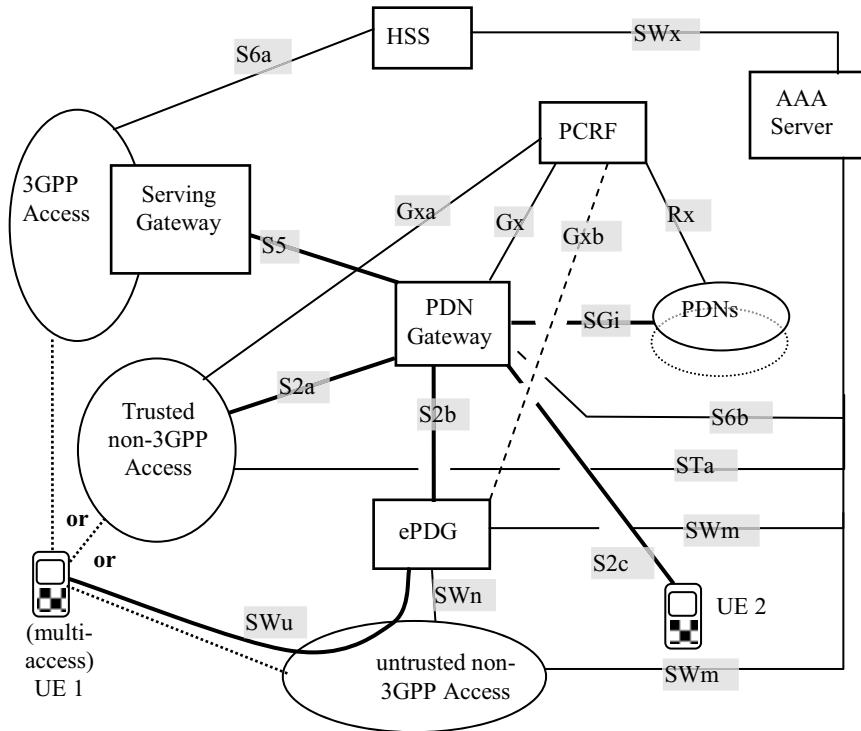 HSS
SWx
S6a
AAA
Server
PCRF
3GPP
Access
Serving
Gateway
Gxa
Gx
Gxb
Rx
S5
PDN
Gateway
SGi
PDNs
S2a
S2b
S6b
Trusted
non-3GPP
Access
STa
or
ePDG
SWm
or
S2c
SWn
UE 2
SWu
(multi-
access)
UE 1
untrusted non-
3GPP Access
SWm